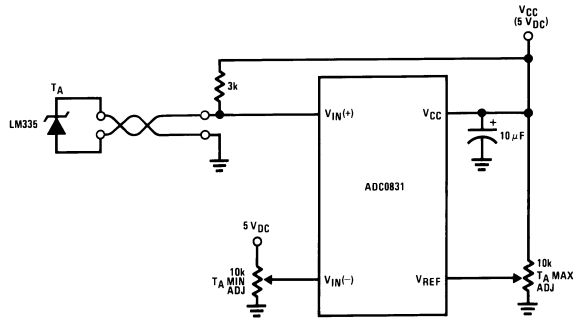 VCC
(5 VDC)
3k
TA
LM335
VIN(+)
VCC
+
10 µF
ADC0831
5 VDC
10k
TA MIN
ADJ
VIN(−)
VREF
10k
TA MAX
ADJ